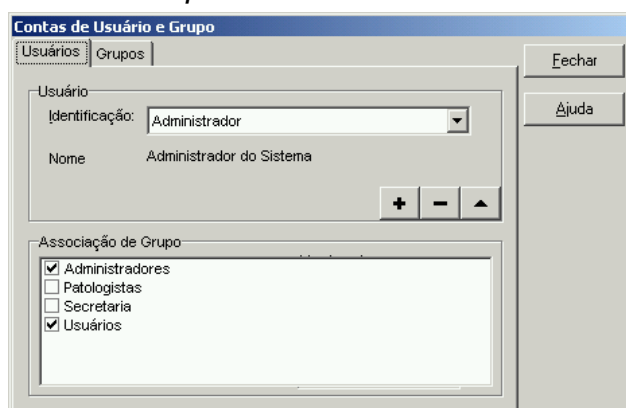 Contas de Usuário e Grupo
Usuários Grupos
Fechar
Ajuda
Usuário
Identificação: Administrador
Nome Administrador do Sistema
Associação de Grupo
Administradores
Patologistas
Secretaria
Usuários